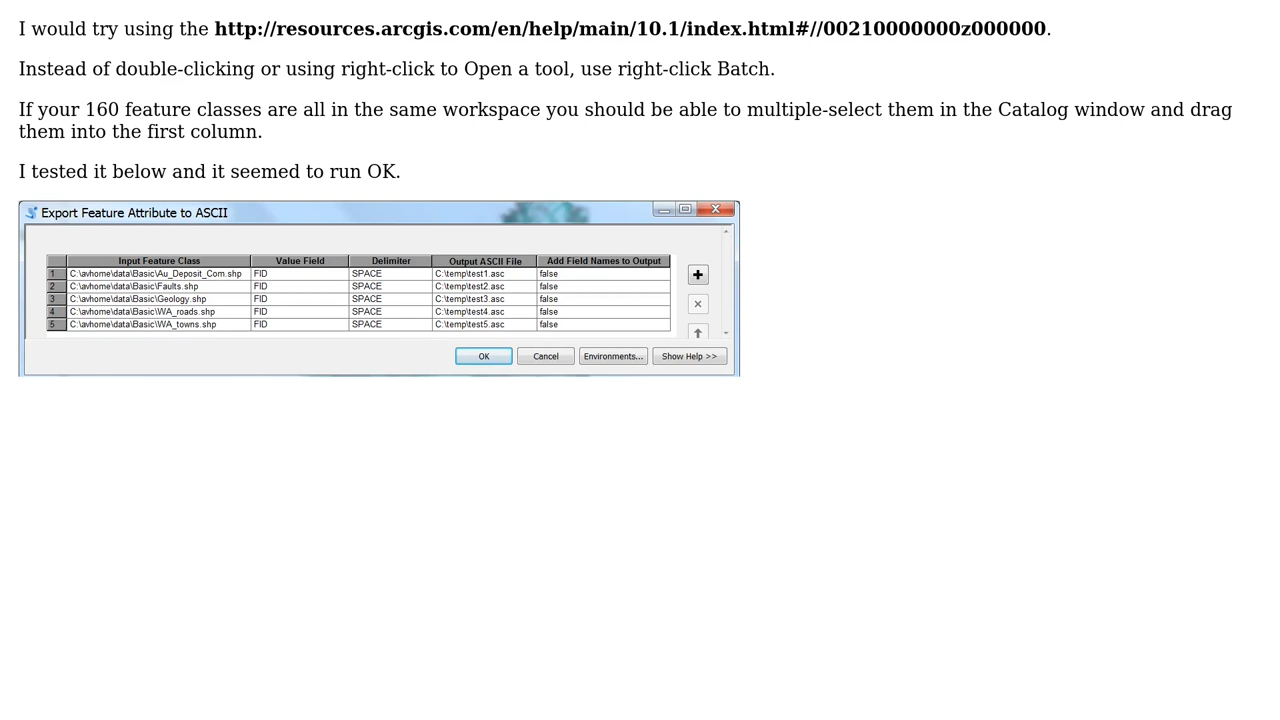 I would try using the http://resources.arcgis.com/en/help/main/10.1/index.html#//00210000000z000000.
Instead of double-clicking or using right-click to Open a tool, use right-click Batch.
If your 160 feature classes are all in the same workspace you should be able to multiple-select them in the Catalog window and drag
them into the first column.
I tested it below and it seemed to run OK.
Export Feature Attribute to ASCII
Input Feature Class Value Field Delimiter Output ASCII File Add Field Names to Output
1 C:\avhome\data\Basic\Au_Deposit_Com.shp FID SPACE C:\temp\test1.asc false
2 C:\avhome\data\Basic\Faults.shp FID SPACE C:\temp\test2.asc false
3 C:\avhome\data\Basic\Geology.shp FID SPACE C:\temp\test3.asc false
4 C:\avhome\data\Basic\WA_roads.shp FID SPACE C:\temp\test4.asc false
5 C:\avhome\data\Basic\WA_towns.shp FID SPACE C:\temp\test5.asc false
OK Cancel Environments... Show Help >>